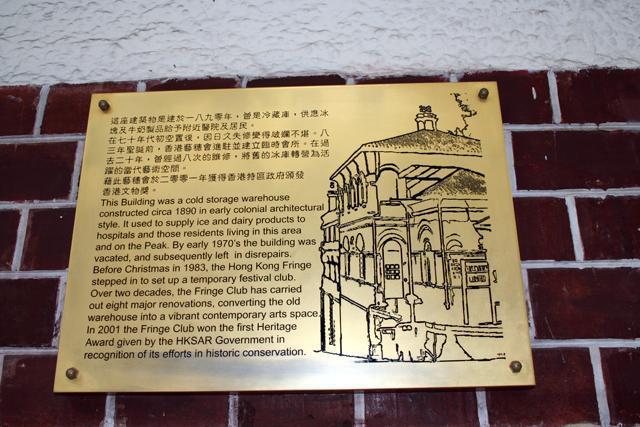 這座建築物是建於一八九零年，曾是冷藏庫，供應冰
塊及牛奶製品給予附近醫院及居民。
在七十年代初空置後，因日久失修變得破爛不堪。八
三年聖誕前，香港藝穗會進駐並建立臨時會所。在過
去二十年，曾經過八次的維修，將舊的冰庫轉營為活
躍的當代藝術空間。
藉此藝穗會於二零零一年獲得香港特區政府頒發
香港文物獎。
This Building was a cold storage warehouse
constructed circa 1890 in early colonial architectural
style. It used to supply ice and dairy products to
hospitals and those residents living in this area
and on the Peak. By early 1970's the building was
vacated, and subsequently left in disrepairs.
Before Christmas in 1983, the Hong Kong Fringe
stepped in to set up a temporary festival club.
Over two decades, the Fringe Club has carried
out eight major renovations, converting the old
warehouse into a vibrant contemporary arts space.
In 2001 the Fringe Club won the first Heritage
Award given by the HKSAR Government in
recognition of its efforts in historic conservation.